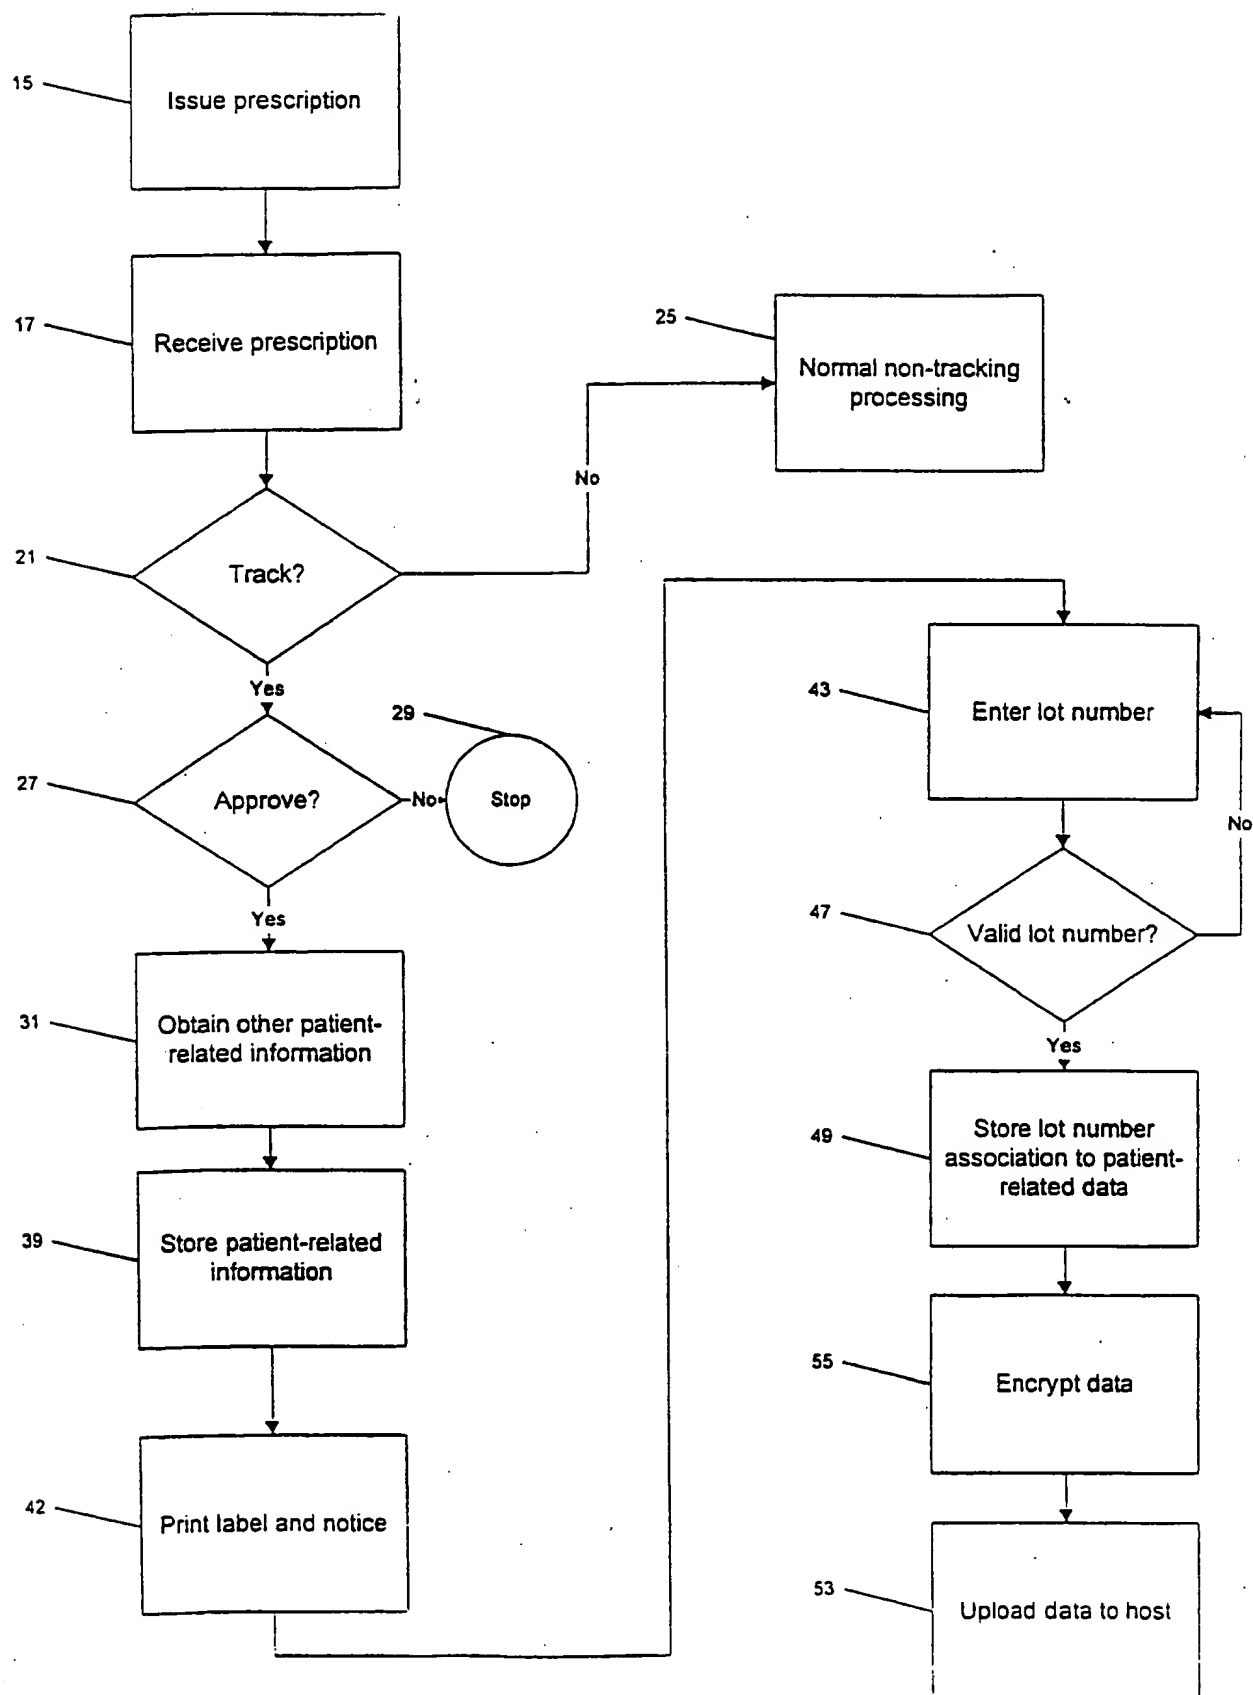 15
Issue prescription
17
Receive prescription
25
Normal non-tracking
processing
No
21
Track?
Yes
29
27
Approve?
No
Stop
Yes
31
Obtain other patient-
related information
39
Store patient-related
information
42
Print label and notice
43
Enter lot number
No
47
Valid lot number?
Yes
49
Store lot number
association to patient-
related data
55
Encrypt data
53
Upload data to host